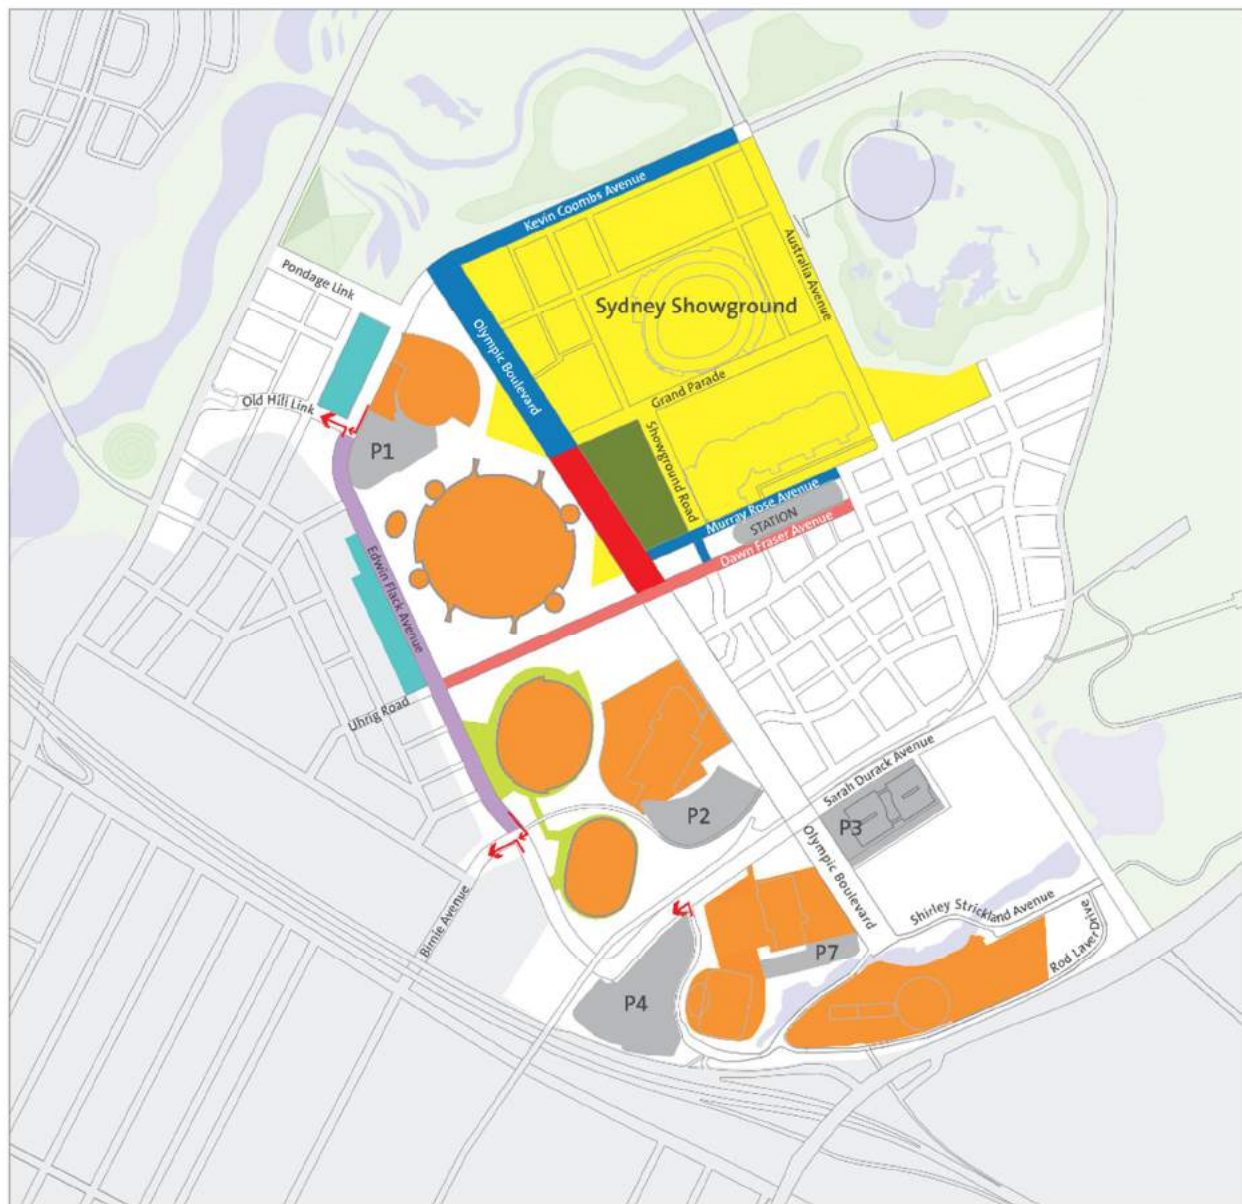 Kevin Coombs Avenue
Australia Avenue
Pondage Link
Sydney Showground
Olympic Boulevard
Grand Parade
Old Hill Link
Showground Road
P1
Murray Rose Avenue
STATION
Dawn Fraser Avenue
Edwin Flack Avenue
Uhrig Road
Sarah Durack Avenue
P2
P3
Olympic Boulevard
Birnie Avenue
Shirley Strickland Avenue
Rod Laver Drive
P7
P4